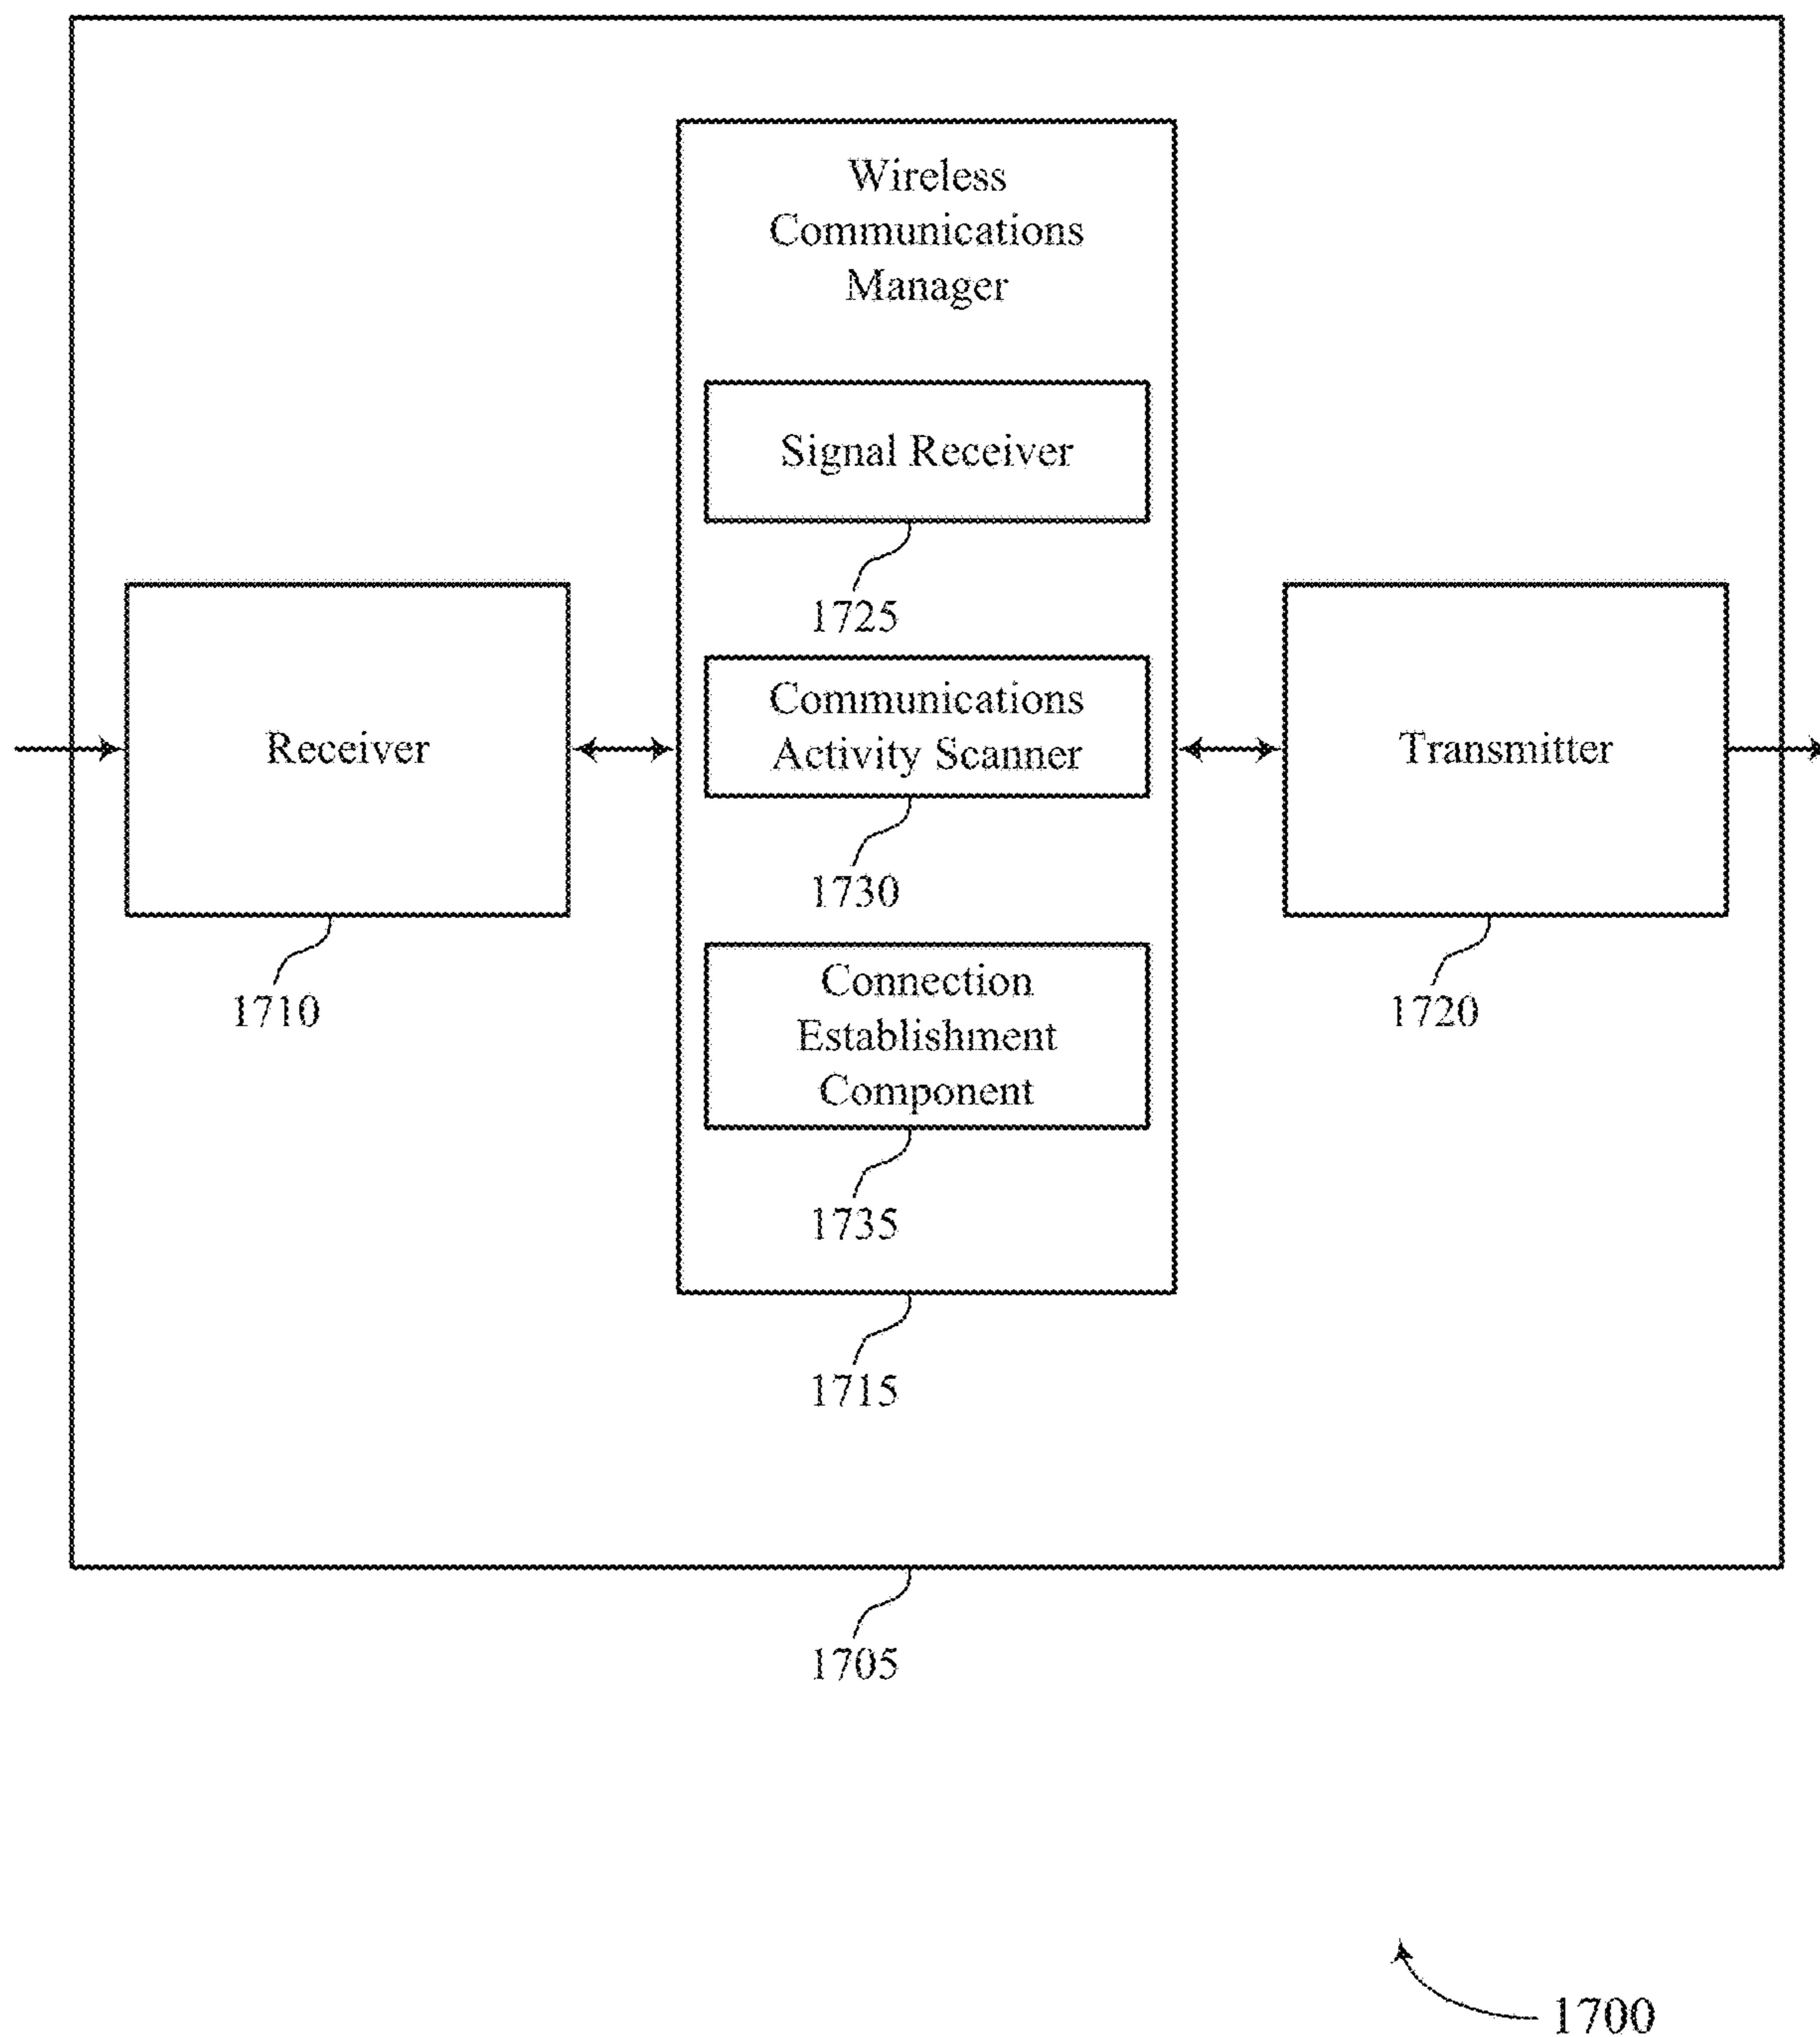 Wireless
Communications
Manager
Signal Receiver
1725
Communications
Activity Scanner
1730
Connection
Establishment
Component
1735
1715
Receiver
1710
Transmitter
1720
1705
1700